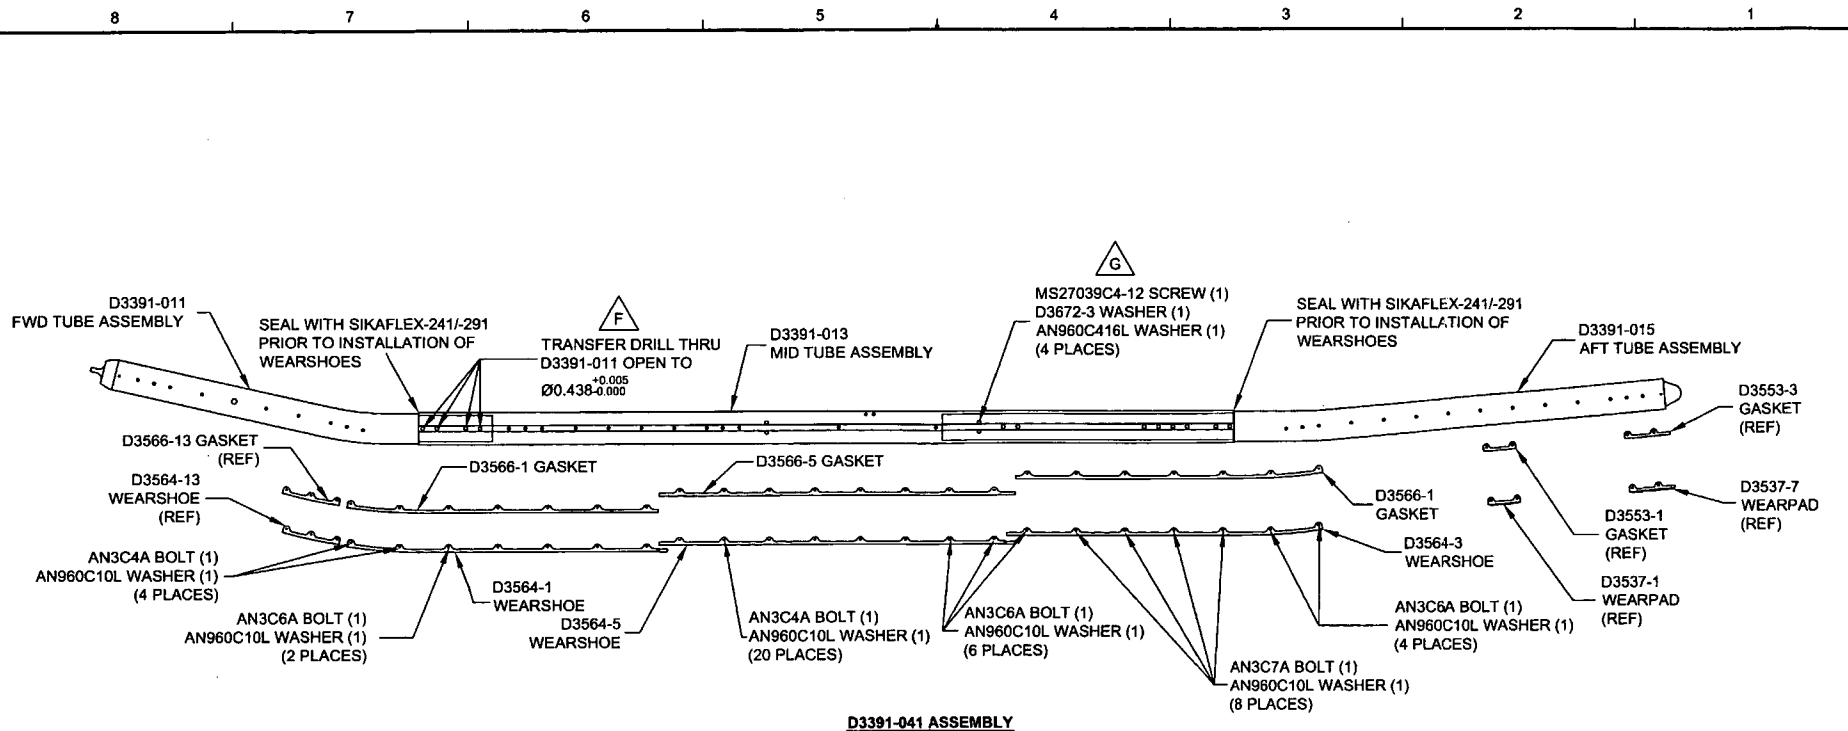 8 7 6 5 4 3 2 1
D3391-011
FWD TUBE ASSEMBLY
SEAL WITH SIKAFLEX-241/-291
PRIOR TO INSTALLATION OF
WEARSHOES
F
TRANSFER DRILL THRU
D3391-011 OPEN TO
Ø0.438 +0.005 -0.000
D3391-013
MID TUBE ASSEMBLY
G
MS27039C4-12 SCREW (1)
D3672-3 WASHER (1)
AN960C416L WASHER (1)
(4 PLACES)
SEAL WITH SIKAFLEX-241/-291
PRIOR TO INSTALLATION OF
WEARSHOES
D3391-015
AFT TUBE ASSEMBLY
D3553-3
GASKET
(REF)
D3566-13 GASKET
(REF)
D3566-1 GASKET
D3566-5 GASKET
D3566-1
GASKET
D3564-13
WEARSHOE
(REF)
D3537-7
WEARPAD
(REF)
D3553-1
GASKET
(REF)
D3564-3
WEARSHOE
AN3C4A BOLT (1)
AN960C10L WASHER (1)
(4 PLACES)
D3564-1
WEARSHOE
D3537-1
WEARPAD
(REF)
AN3C6A BOLT (1)
AN960C10L WASHER (1)
(2 PLACES)
D3564-5
WEARSHOE
AN3C4A BOLT (1)
AN960C10L WASHER (1)
(20 PLACES)
AN3C6A BOLT (1)
AN960C10L WASHER (1)
(6 PLACES)
AN3C6A BOLT (1)
AN960C10L WASHER (1)
(4 PLACES)
AN3C7A BOLT (1)
AN960C10L WASHER (1)
(8 PLACES)
D3391-041 ASSEMBLY